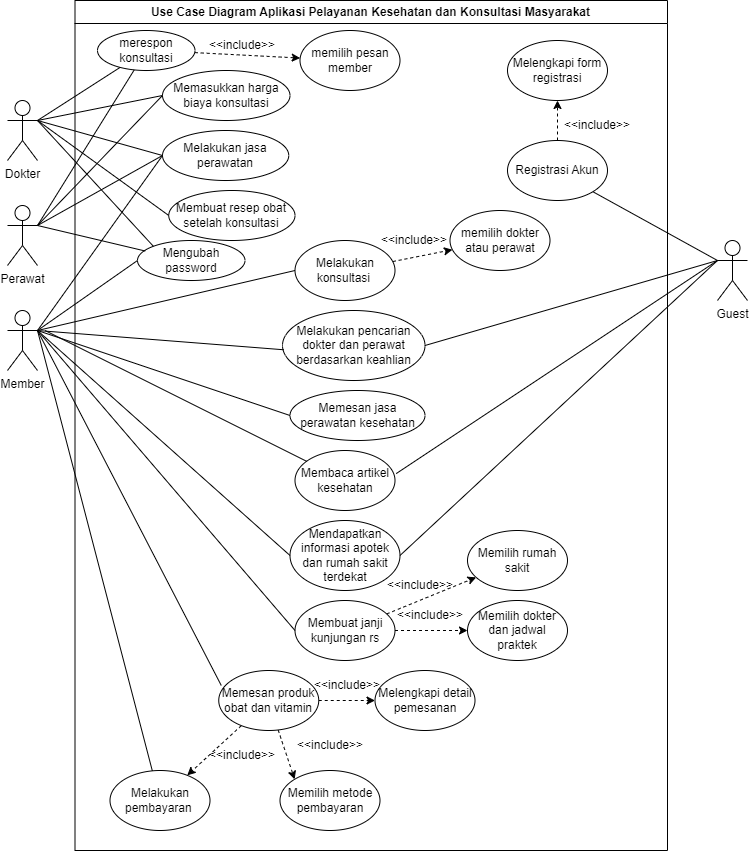 Use Case Diagram Aplikasi Pelayanan Kesehatan dan Konsultasi Masyarakat
merespon
konsultasi
<<include>>
memilih pesan
member
Melengkapi form
registrasi
<<include>>
Registrasi Akun
Memasukkan harga
biaya konsultasi
Dokter
Melakukan jasa
perawatan
Membuat resep obat
setelah konsultasi
Perawat
Mengubah
password
Melakukan
konsultasi
<<include>>
memilih dokter
atau perawat
Guest
Member
Melakukan pencarian
dokter dan perawat
berdasarkan keahlian
Memesan jasa
perawatan kesehatan
Membaca artikel
kesehatan
Mendapatkan
informasi apotek
dan rumah sakit
terdekat
Membuat janji
kunjungan rs
<<include>>
Memilih rumah
sakit
<<include>>
Memilih dokter
dan jadwal
praktek
Memesan produk
obat dan vitamin
<<include>>
Melengkapi detail
pemesanan
<<include>>
<<include>>
Melakukan
pembayaran
Memilih metode
pembayaran